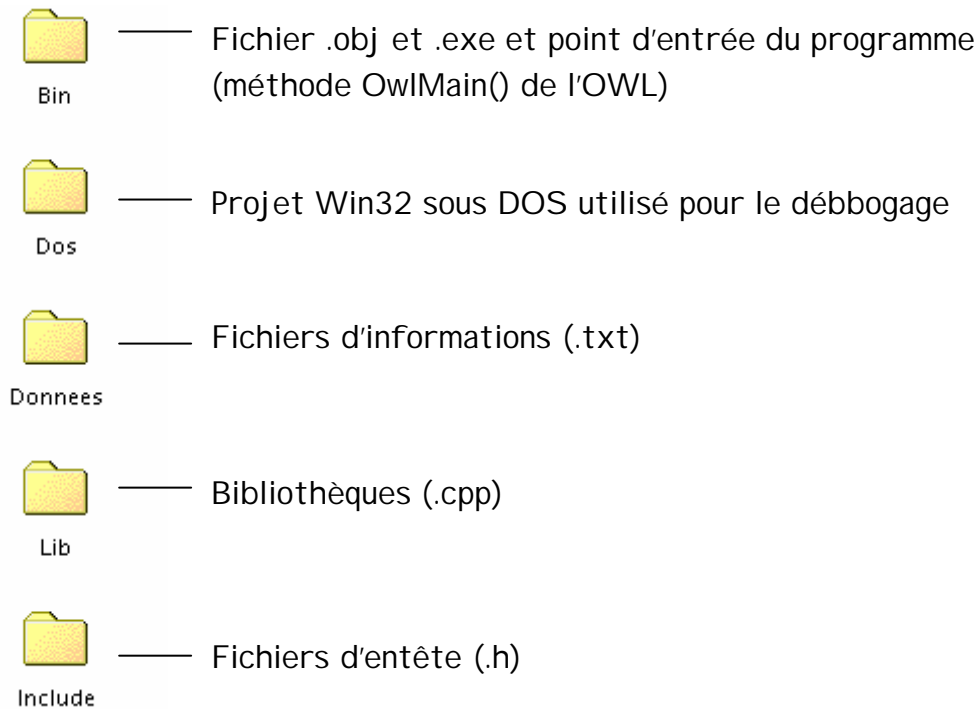 Fichier .obj et .exe et point d'entrée du programme
(méthode OwlMain() de l'OWL)
Bin
Projet Win32 sous DOS utilisé pour le débbogage
Dos
Fichiers d'informations (.txt)
Donnees
Bibliothèques (.cpp)
Lib
Fichiers d'entête (.h)
Include